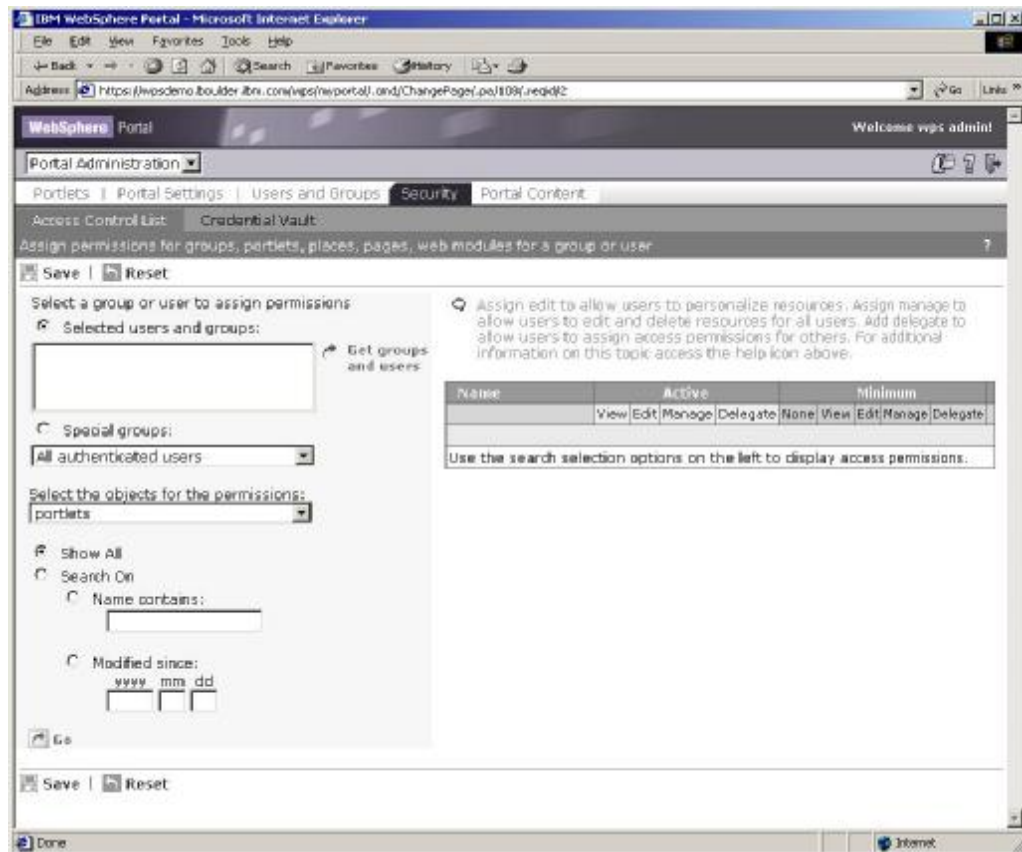 IBM WebSphere Portal - Microsoft Internet Explorer
File Edit View Favorites Tools Help
Back Search Favorites History
Address https://wpsdemo.boulder.ibm.com/wps/myportal/.cmd/ChangePage/.pa/109/.reqid/2 Go Links »
WebSphere Portal Welcome wps admin!
Portal Administration
Portlets | Portal Settings | Users and Groups Security Portal Content
Access Control List Credential Vault
Assign permissions for groups, portlets, places, pages, web modules for a group or user ?
Save | Reset
Select a group or user to assign permissions
Selected users and groups:
Get groups
and users
Special groups:
All authenticated users
Select the objects for the permissions:
portlets
Show All
Search On
Name contains:
Modified since:
yyyy mm dd
Go
Assign edit to allow users to personalize resources. Assign manage to
allow users to edit and delete resources for all users. Add delegate to
allow users to assign access permissions for others. For additional
information on this topic access the help icon above.
Name Active Minimum
View Edit Manage Delegate None View Edit Manage Delegate
Use the search selection options on the left to display access permissions.
Save | Reset
Done Internet